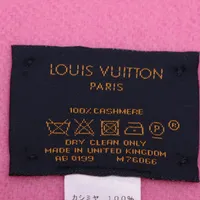 LOUIS VUITTON
PARIS
100% CASHMERE
DRY CLEAN ONLY
MADE IN UNITED KINGDOM
AB 0199 M76066
カシミヤ 100%